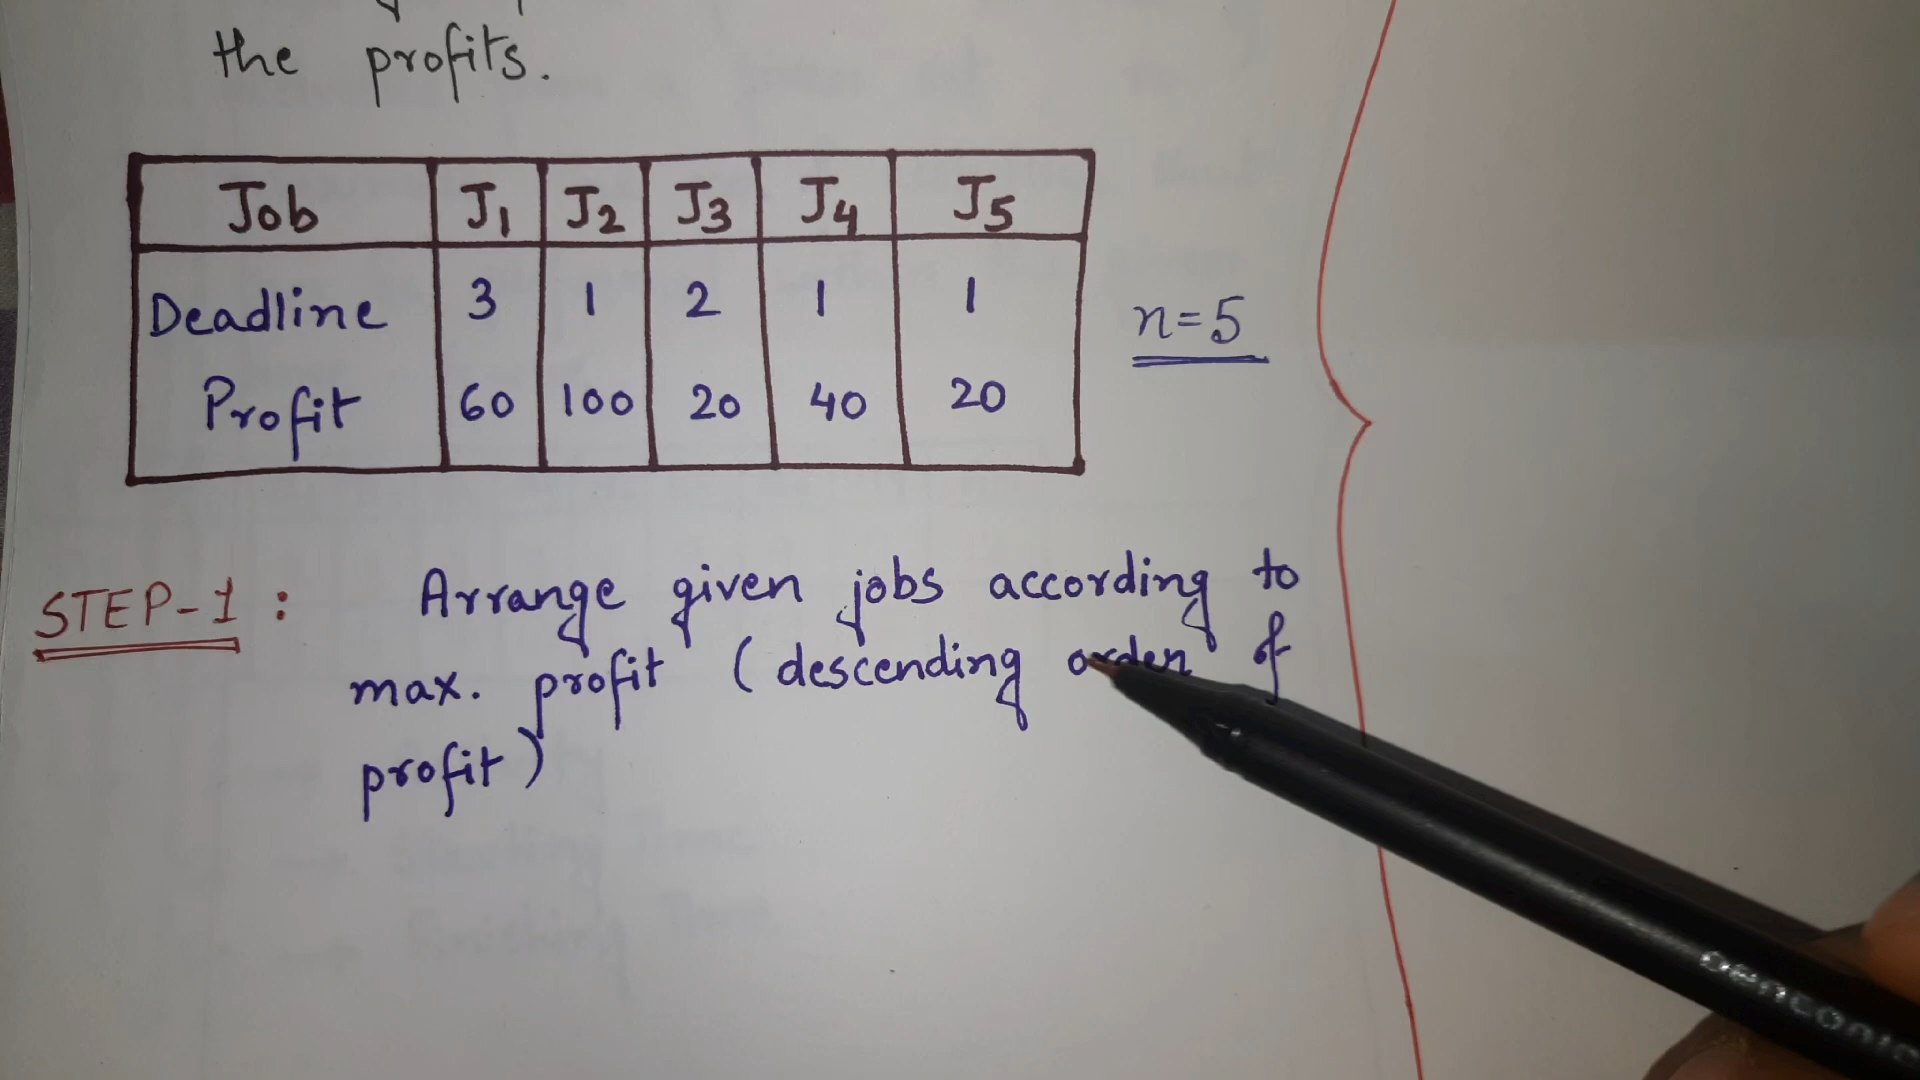 the profits.
Job J1 J2 J3 J4 J5
Deadline 3 1 2 1 1
Profit 60 100 20 40 20
n=5
STEP-1 : Arrange given jobs according to
max. profit (descending order of
profit)